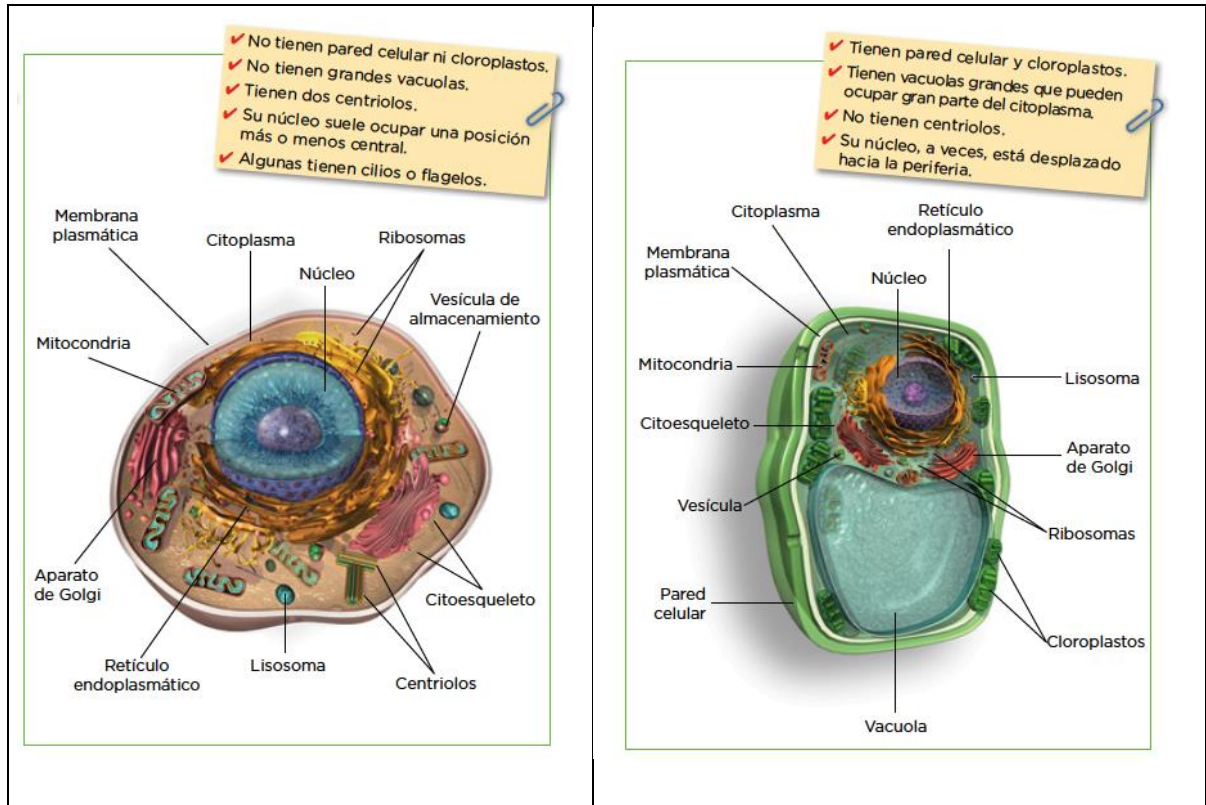 ✔ No tienen pared celular ni cloroplastos.
✔ No tienen grandes vacuolas.
✔ Tienen dos centriolos.
✔ Su núcleo suele ocupar una posición
más o menos central.
✔ Algunas tienen cilios o flagelos.
Membrana
plasmática
Citoplasma
Ribosomas
Núcleo
Vesícula de
almacenamiento
Mitocondria
Aparato
de Golgi
Citoesqueleto
Retículo
endoplasmático
Lisosoma
Centriolos
✔ Tienen pared celular y cloroplastos.
✔ Tienen vacuolas grandes que pueden
ocupar gran parte del citoplasma.
✔ No tienen centriolos.
✔ Su núcleo, a veces, está desplazado
hacia la periferia.
Citoplasma
Retículo
endoplasmático
Membrana
plasmática
Núcleo
Mitocondria
Lisosoma
Citoesqueleto
Aparato
de Golgi
Vesícula
Ribosomas
Pared
celular
Cloroplastos
Vacuola